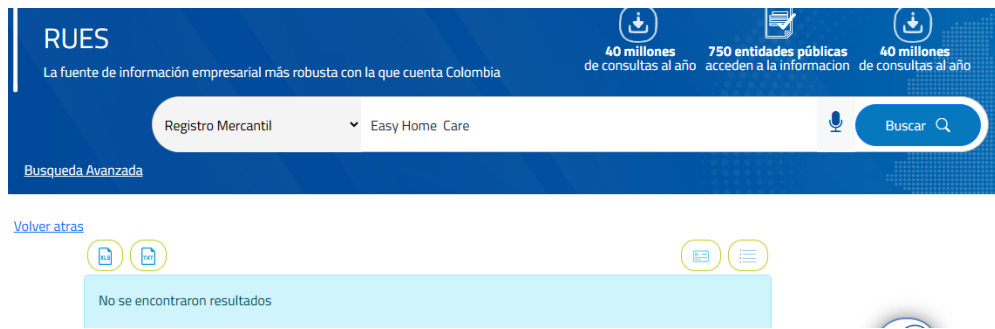 RUES
La fuente de información empresarial más robusta con la que cuenta Colombia
40 millones
de consultas al año
750 entidades públicas
acceden a la informacion
40 millones
de consultas al año
Registro Mercantil
Easy Home Care
Buscar
Busqueda Avanzada
Volver atras
XLS
TXT
No se encontraron resultados